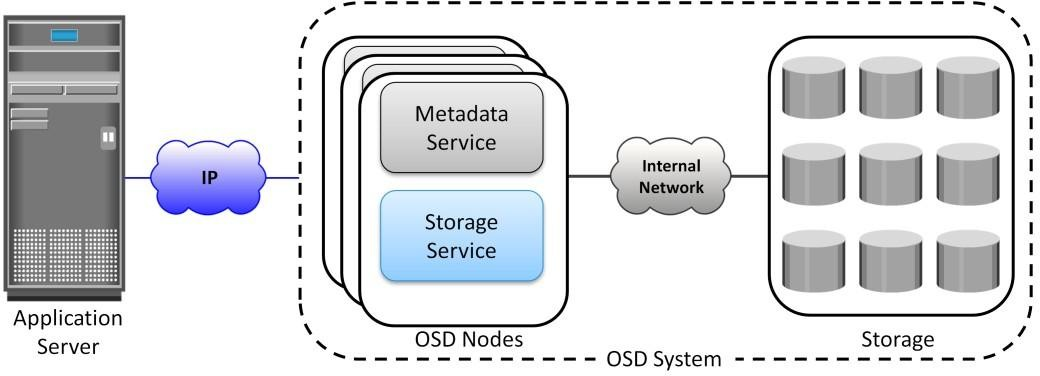 Application
Server
IP
Metadata
Service
Storage
Service
OSD Nodes
Internal
Network
Storage
OSD System